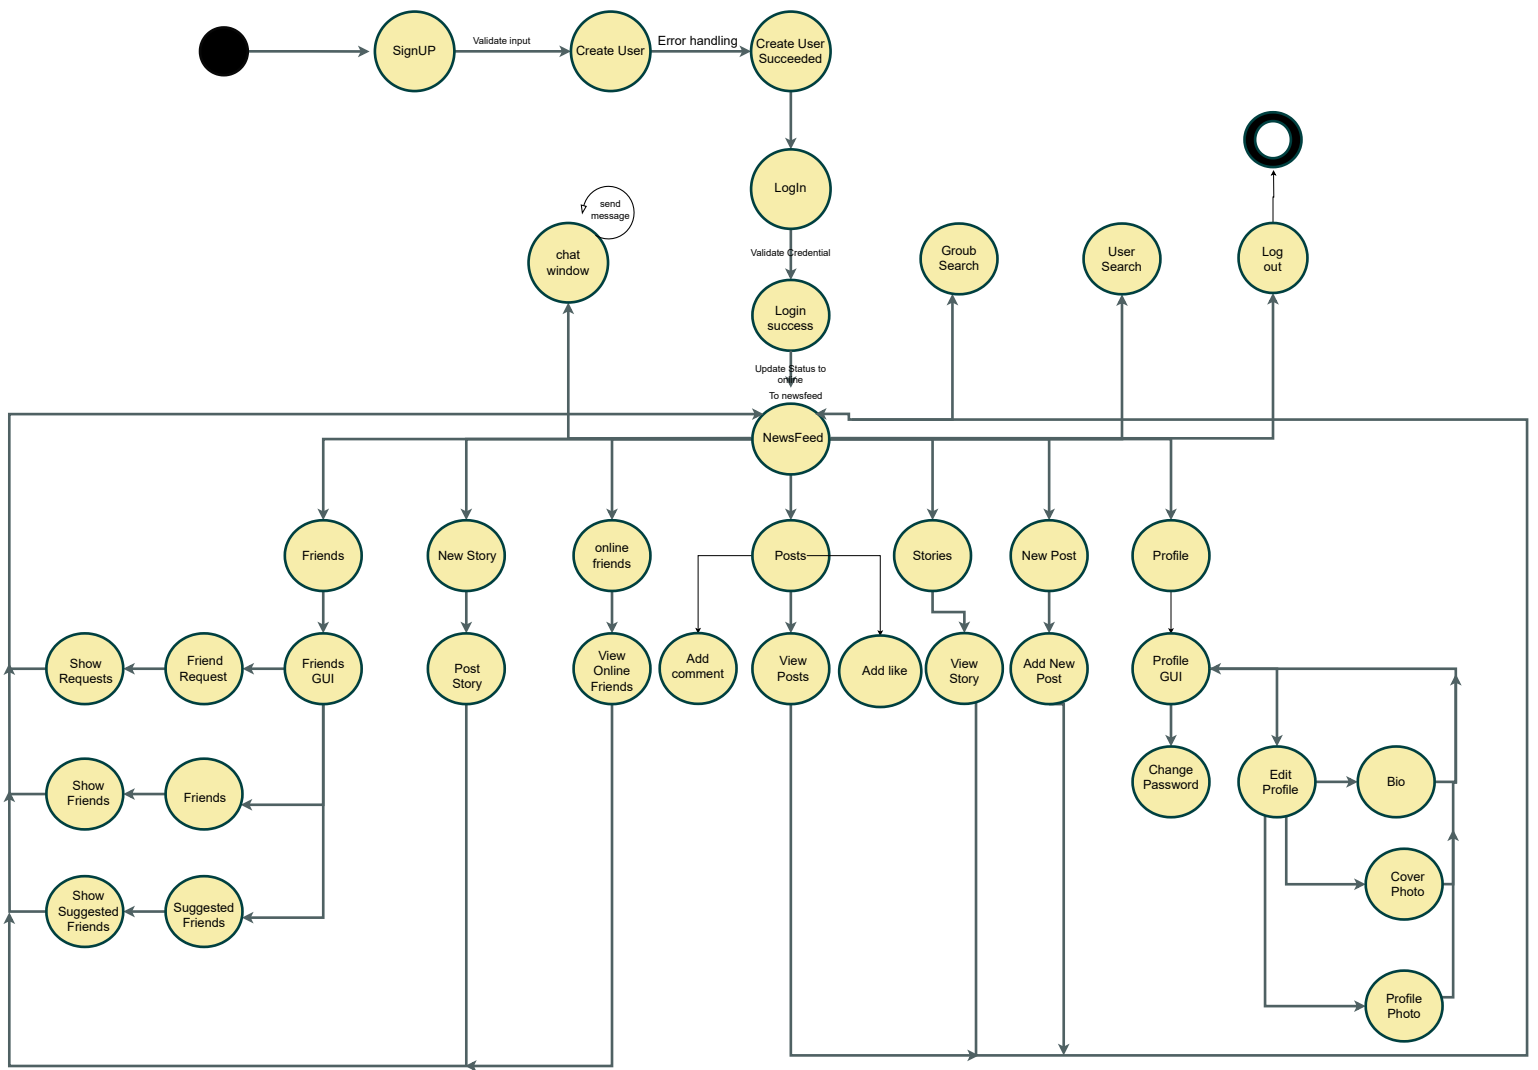 SignUP
Validate input
Create User
Error handling
Create User
Succeeded
LogIn
send
message
chat
window
Validate Credential
Groub
Search
User
Search
Log
out
Login
success
Update Status to
online
To newsfeed
NewsFeed
Friends
New Story
online
friends
Posts
Stories
New Post
Profile
Show
Requests
Friend
Request
Friends
GUI
Post
Story
View
Online
Friends
Add
comment
View
Posts
Add like
View
Story
Add New
Post
Profile
GUI
Show
Friends
Friends
Change
Password
Edit
Profile
Bio
Show
Suggested
Friends
Suggested
Friends
Cover
Photo
Profile
Photo